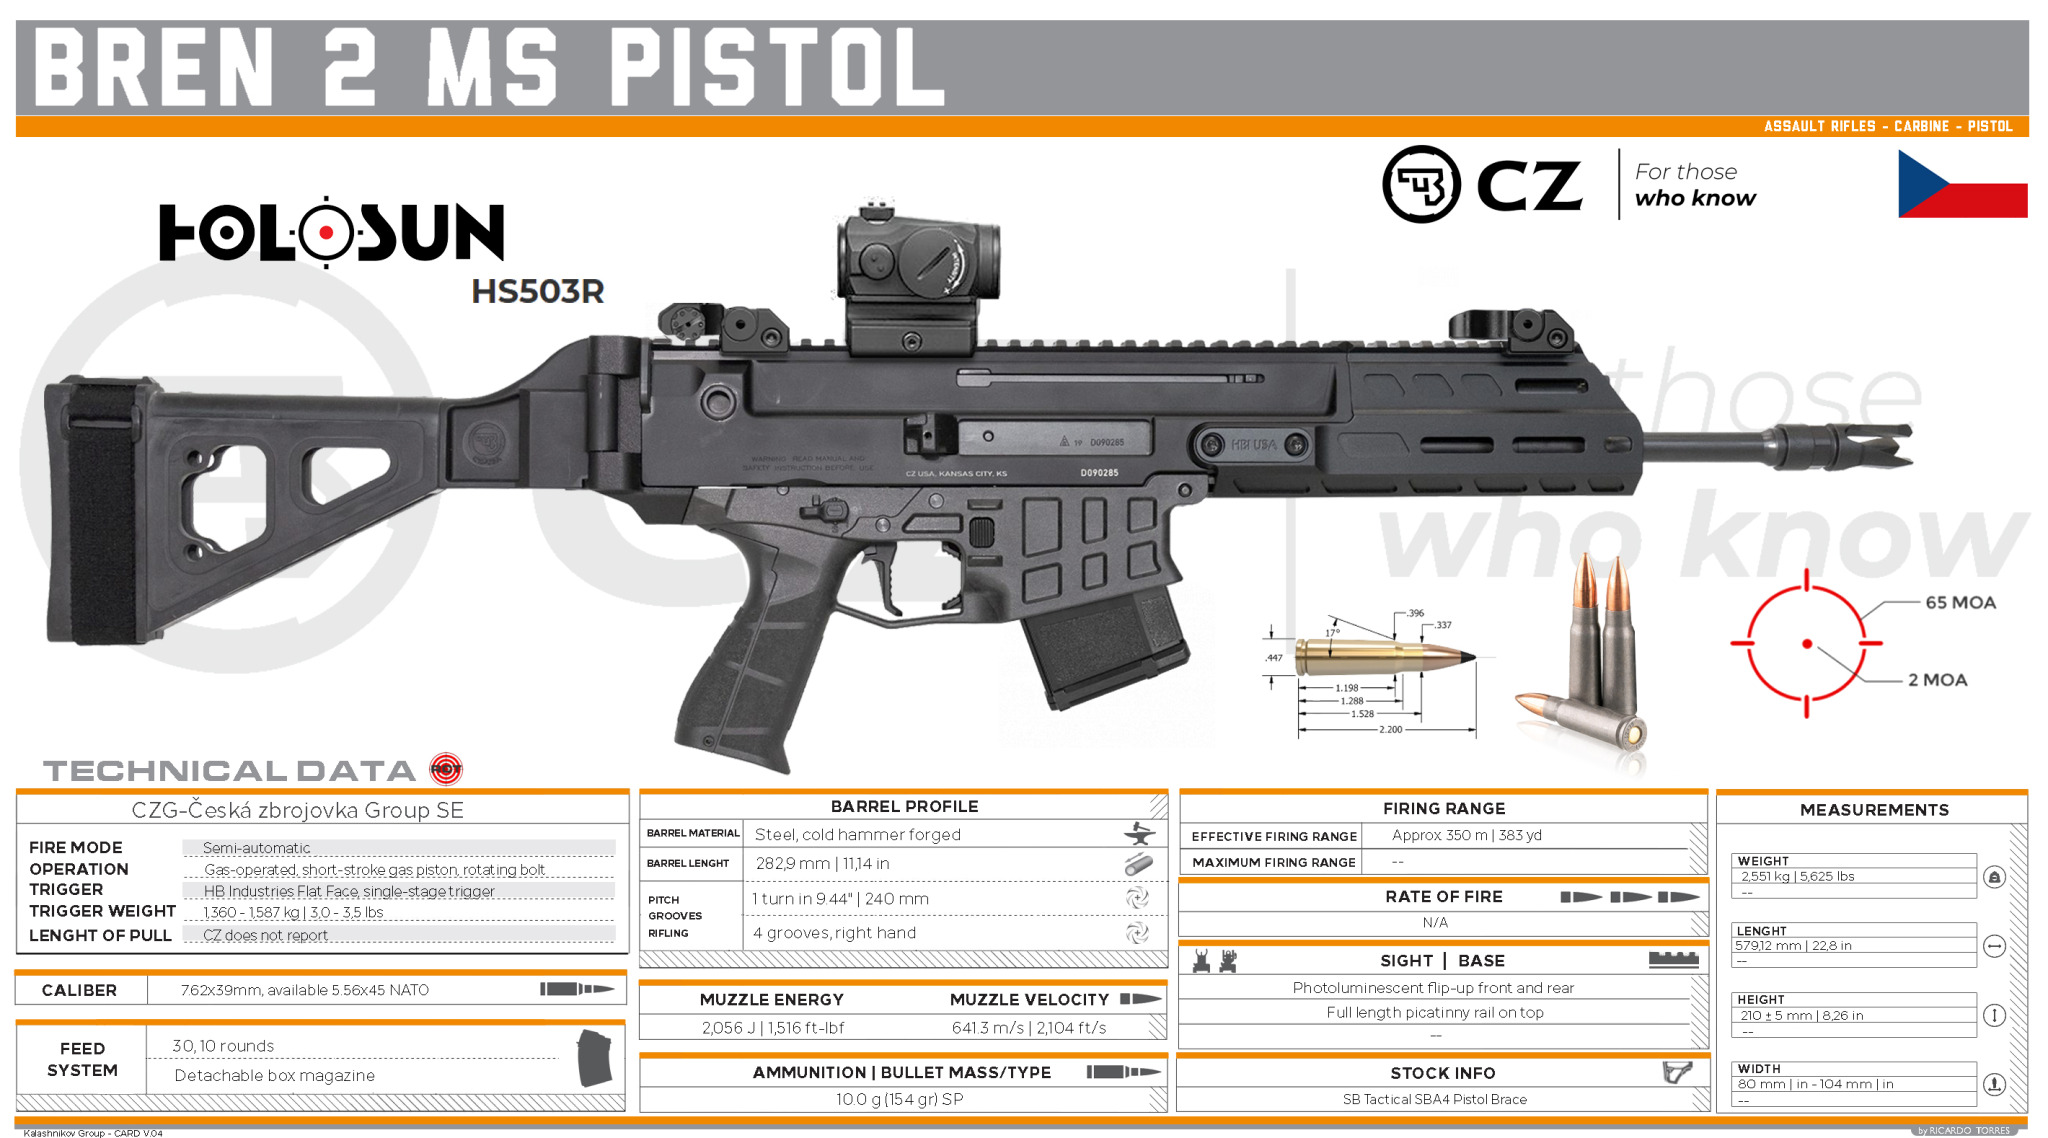 BREN 2 MS PISTOL
ASSAULT RIFLES - CARBINE - PISTOL
CZ
For those
who know
HOLOSUN
HS503R
For those
who know
WARNING: READ MANUAL AND
SAFETY INSTRUCTION BEFORE USE
CZ USA, KANSAS CITY, KS
D090285
19 D090285
HBI USA
.396
17°
.337
.447
1.198
1.288
1.528
2.200
65 MOA
2 MOA
TECHNICAL DATA
CZG-Česká zbrojovka Group SE
FIRE MODE Semi-automatic
OPERATION Gas-operated, short-stroke gas piston, rotating bolt
TRIGGER HB Industries Flat Face, single-stage trigger
TRIGGER WEIGHT 1,360 - 1,587 kg | 3,0 - 3,5 lbs
LENGHT OF PULL CZ does not report
CALIBER 7.62x39mm, available 5.56x45 NATO
FEED
SYSTEM
30, 10 rounds
Detachable box magazine
BARREL PROFILE
BARREL MATERIAL Steel, cold hammer forged
BARREL LENGHT 282,9 mm | 11,14 in
PITCH
GROOVES
RIFLING
1 turn in 9.44" | 240 mm
4 grooves, right hand
MUZZLE ENERGY MUZZLE VELOCITY
2,056 J | 1,516 ft-lbf 641.3 m/s | 2,104 ft/s
AMMUNITION | BULLET MASS/TYPE
10.0 g (154 gr) SP
FIRING RANGE
EFFECTIVE FIRING RANGE Approx 350 m | 383 yd
MAXIMUM FIRING RANGE --
RATE OF FIRE
N/A
SIGHT | BASE
Photoluminescent flip-up front and rear
Full length picatinny rail on top
--
STOCK INFO
SB Tactical SBA4 Pistol Brace
MEASUREMENTS
WEIGHT
2,551 kg | 5,625 lbs
--
LENGHT
579,12 mm | 22,8 in
--
HEIGHT
210 ± 5 mm | 8,26 in
--
WIDTH
80 mm | in - 104 mm | in
--
Kalashnikov Group - CARD V.04
by RICARDO TORRES